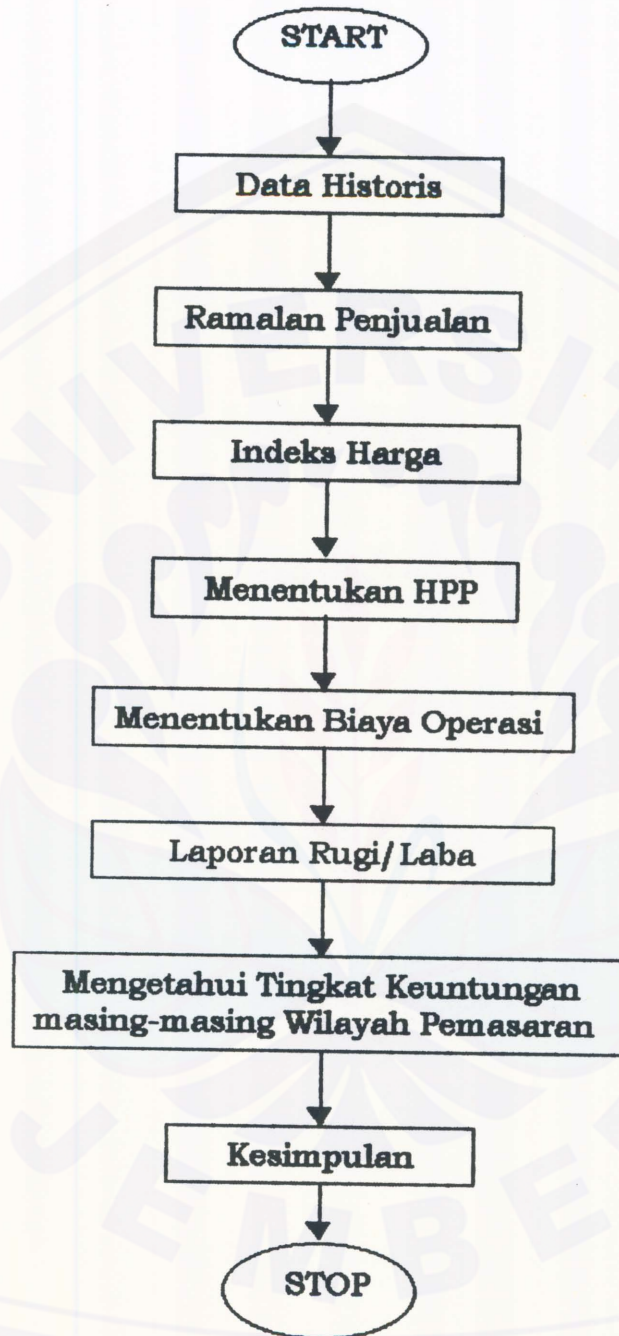 START
Data Historis
Ramalan Penjualan
Indeks Harga
Menentukan HPP
Menentukan Biaya Operasi
Laporan Rugi/Laba
Mengetahui Tingkat Keuntungan
masing-masing Wilayah Pemasaran
Kesimpulan
STOP